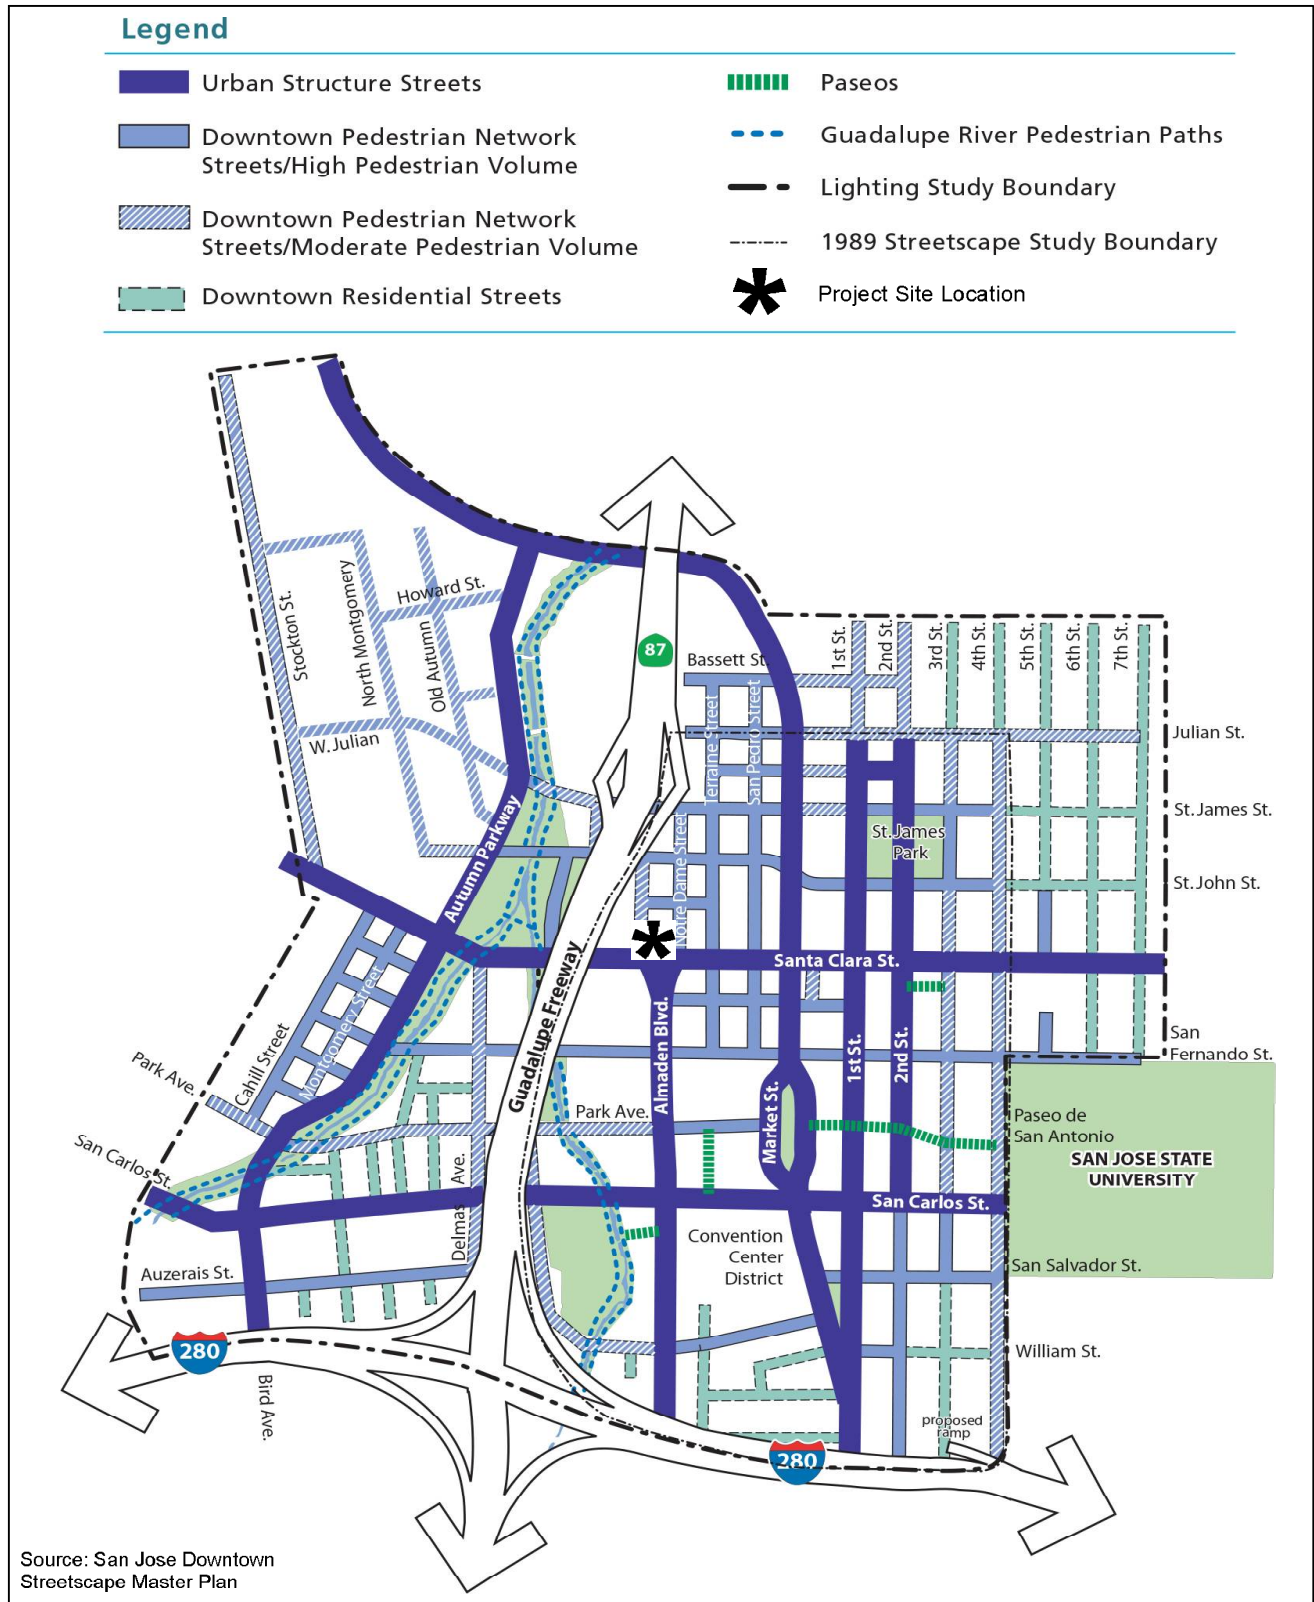 Legend
Urban Structure Streets
Downtown Pedestrian Network
Streets/High Pedestrian Volume
Downtown Pedestrian Network
Streets/Moderate Pedestrian Volume
Downtown Residential Streets
Paseos
Guadalupe River Pedestrian Paths
Lighting Study Boundary
1989 Streetscape Study Boundary
Project Site Location
Stockton St.
North Montgomery
Howard St.
Old Autumn
W. Julian
87
Bassett St.
1st St.
2nd St.
3rd St.
4th St.
5th St.
6th St.
7th St.
Terraine Street
San Pedro Street
Julian St.
St. James St.
St. James
Park
Notre Dame Street
St. John St.
Autumn Parkway
Santa Clara St.
Guadalupe Freeway
Almaden Blvd.
Montgomery Street
Cahill Street
Park Ave.
San Carlos St.
San
Fernando St.
1st St.
2nd St.
Market St.
Park Ave.
Paseo de
San Antonio
SAN JOSE STATE
UNIVERSITY
San Carlos St.
Delmas Ave.
Convention
Center
District
San Salvador St.
Auzerais St.
280
Bird Ave.
William St.
proposed
ramp
280
Source: San Jose Downtown
Streetscape Master Plan